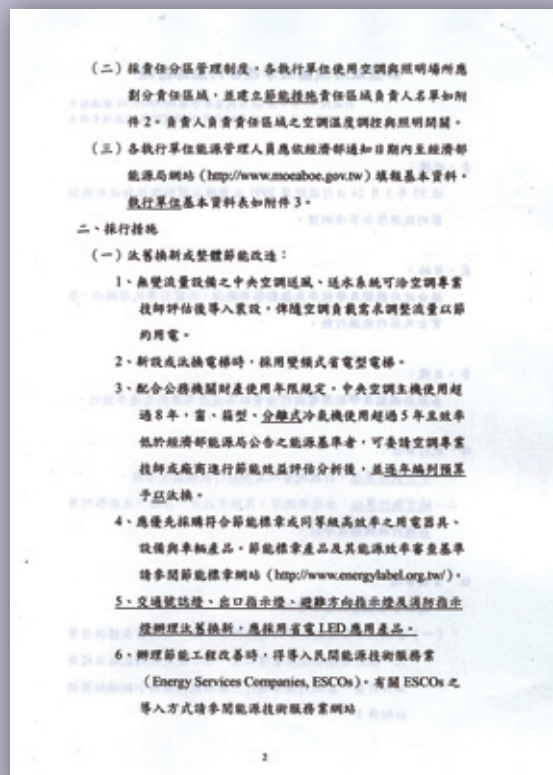 (二)採責任分區管理制度,各執行單位使用空調與照明場所應
劃分責任區域,並建立節能措施責任區域負責人名單如附
件2。負責人負責責任區域之空調溫度調控與照明開關。
(三)各執行單位能源管理人員應依經濟部通知日期內至經濟部
能源局網站(http://www.moeaboe.gov.tw)填報基本資料,
執行單位基本資料表如附件3。
二、採行措施
(一)汰舊換新或整體節能改造:
1、無變流量設備之中央空調送風、送水系統可洽空調專業
技師評估後導入裝設,俾隨空調負載需求調整流量以節
約用電。
2、新設或汰換電梯時,採用變頻式省電型電梯。
3、配合公務機關財產使用年限規定,中央空調主機使用超
過8年,窗、箱型、分離式冷氣機使用超過5年且效率
低於經濟部能源局公告之能源基準者,可委請空調專業
技師或廠商進行節能效益評估分析後,並逐年編列預算
予以汰換。
4、應優先採購符合節能標章或同等級高效率之用電器具、
設備與車輛產品。節能標章產品及其能源效率審查基準
請參閱節能標章網站(http://www.energylabel.org.tw/)。
5、交通號誌燈、出口指示燈、避難方向指示燈及消防指示
燈辦理汰舊換新,應採用省電LED應用產品。
6、辦理節能工程改善時,得導入民間能源技術服務業
(Energy Services Companies, ESCOs)。有關 ESCOs 之
導入方式請參閱能源技術服務業網站
2